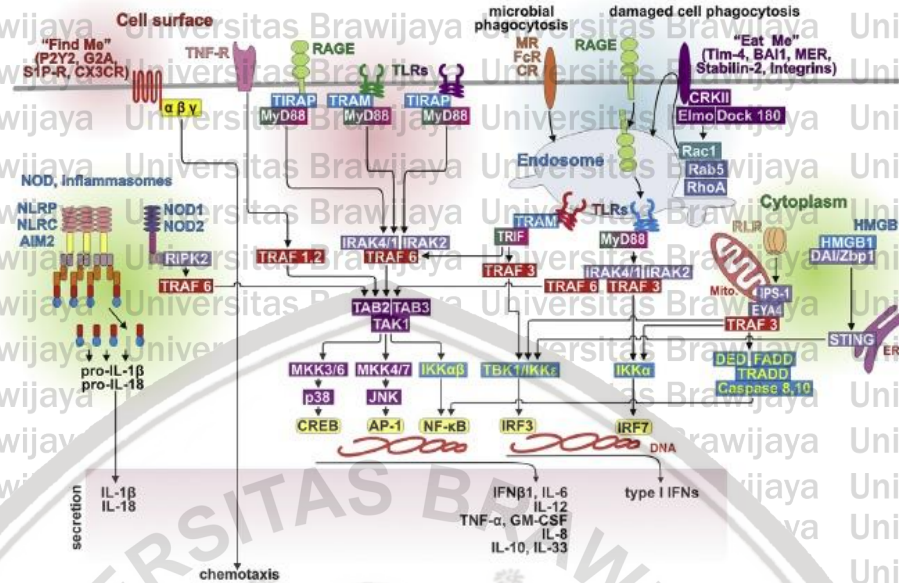 Cell surface
microbial
phagocytosis
damaged cell phagocytosis
"Find Me"
(P2Y2, G2A,
S1P-R, CX3CR)
TNF-R
RAGE
TLRs
MR
FcR
CR
RAGE
"Eat Me"
(Tim-4, BAI1, MER,
Stabilin-2, Integrins)
α β γ
TIRAP
MyD88
TRAM
MyD88
TIRAP
MyD88
CRKII
Elmo Dock 180
Rac1
Rab5
RhoA
Endosome
NOD, inflammasomes
NLRP
NLRC
AIM2
NOD1
NOD2
RIPK2
TRAF 6
TRAF 1,2
IRAK4/1 IRAK2
TRAF 6
TRAM
TRIF
TRAF 3
TLRs
MyD88
IRAK4/1 IRAK2
TRAF 6
TRAF 3
Cytoplasm
RLR
Mito.
IPS-1
EYA4
TRAF 3
HMGB
HMGB1
DAI/Zbp1
STING
ER
TAB2 TAB3
TAK1
DED FADD
TRADD
Caspase 8,10
MKK3/6
MKK4/7
IKKαβ
TBK1/IKKε
IKKα
p38
JNK
CREB
AP-1
NF-κB
IRF3
IRF7
DNA
pro-IL-1β
pro-IL-18
secretion
IL-1β
IL-18
IFNβ1, IL-6
IL-12
TNF-α, GM-CSF
IL-8
IL-10, IL-33
type I IFNs
chemotaxis
Universitas Brawijaya
ERSITAS BRAW